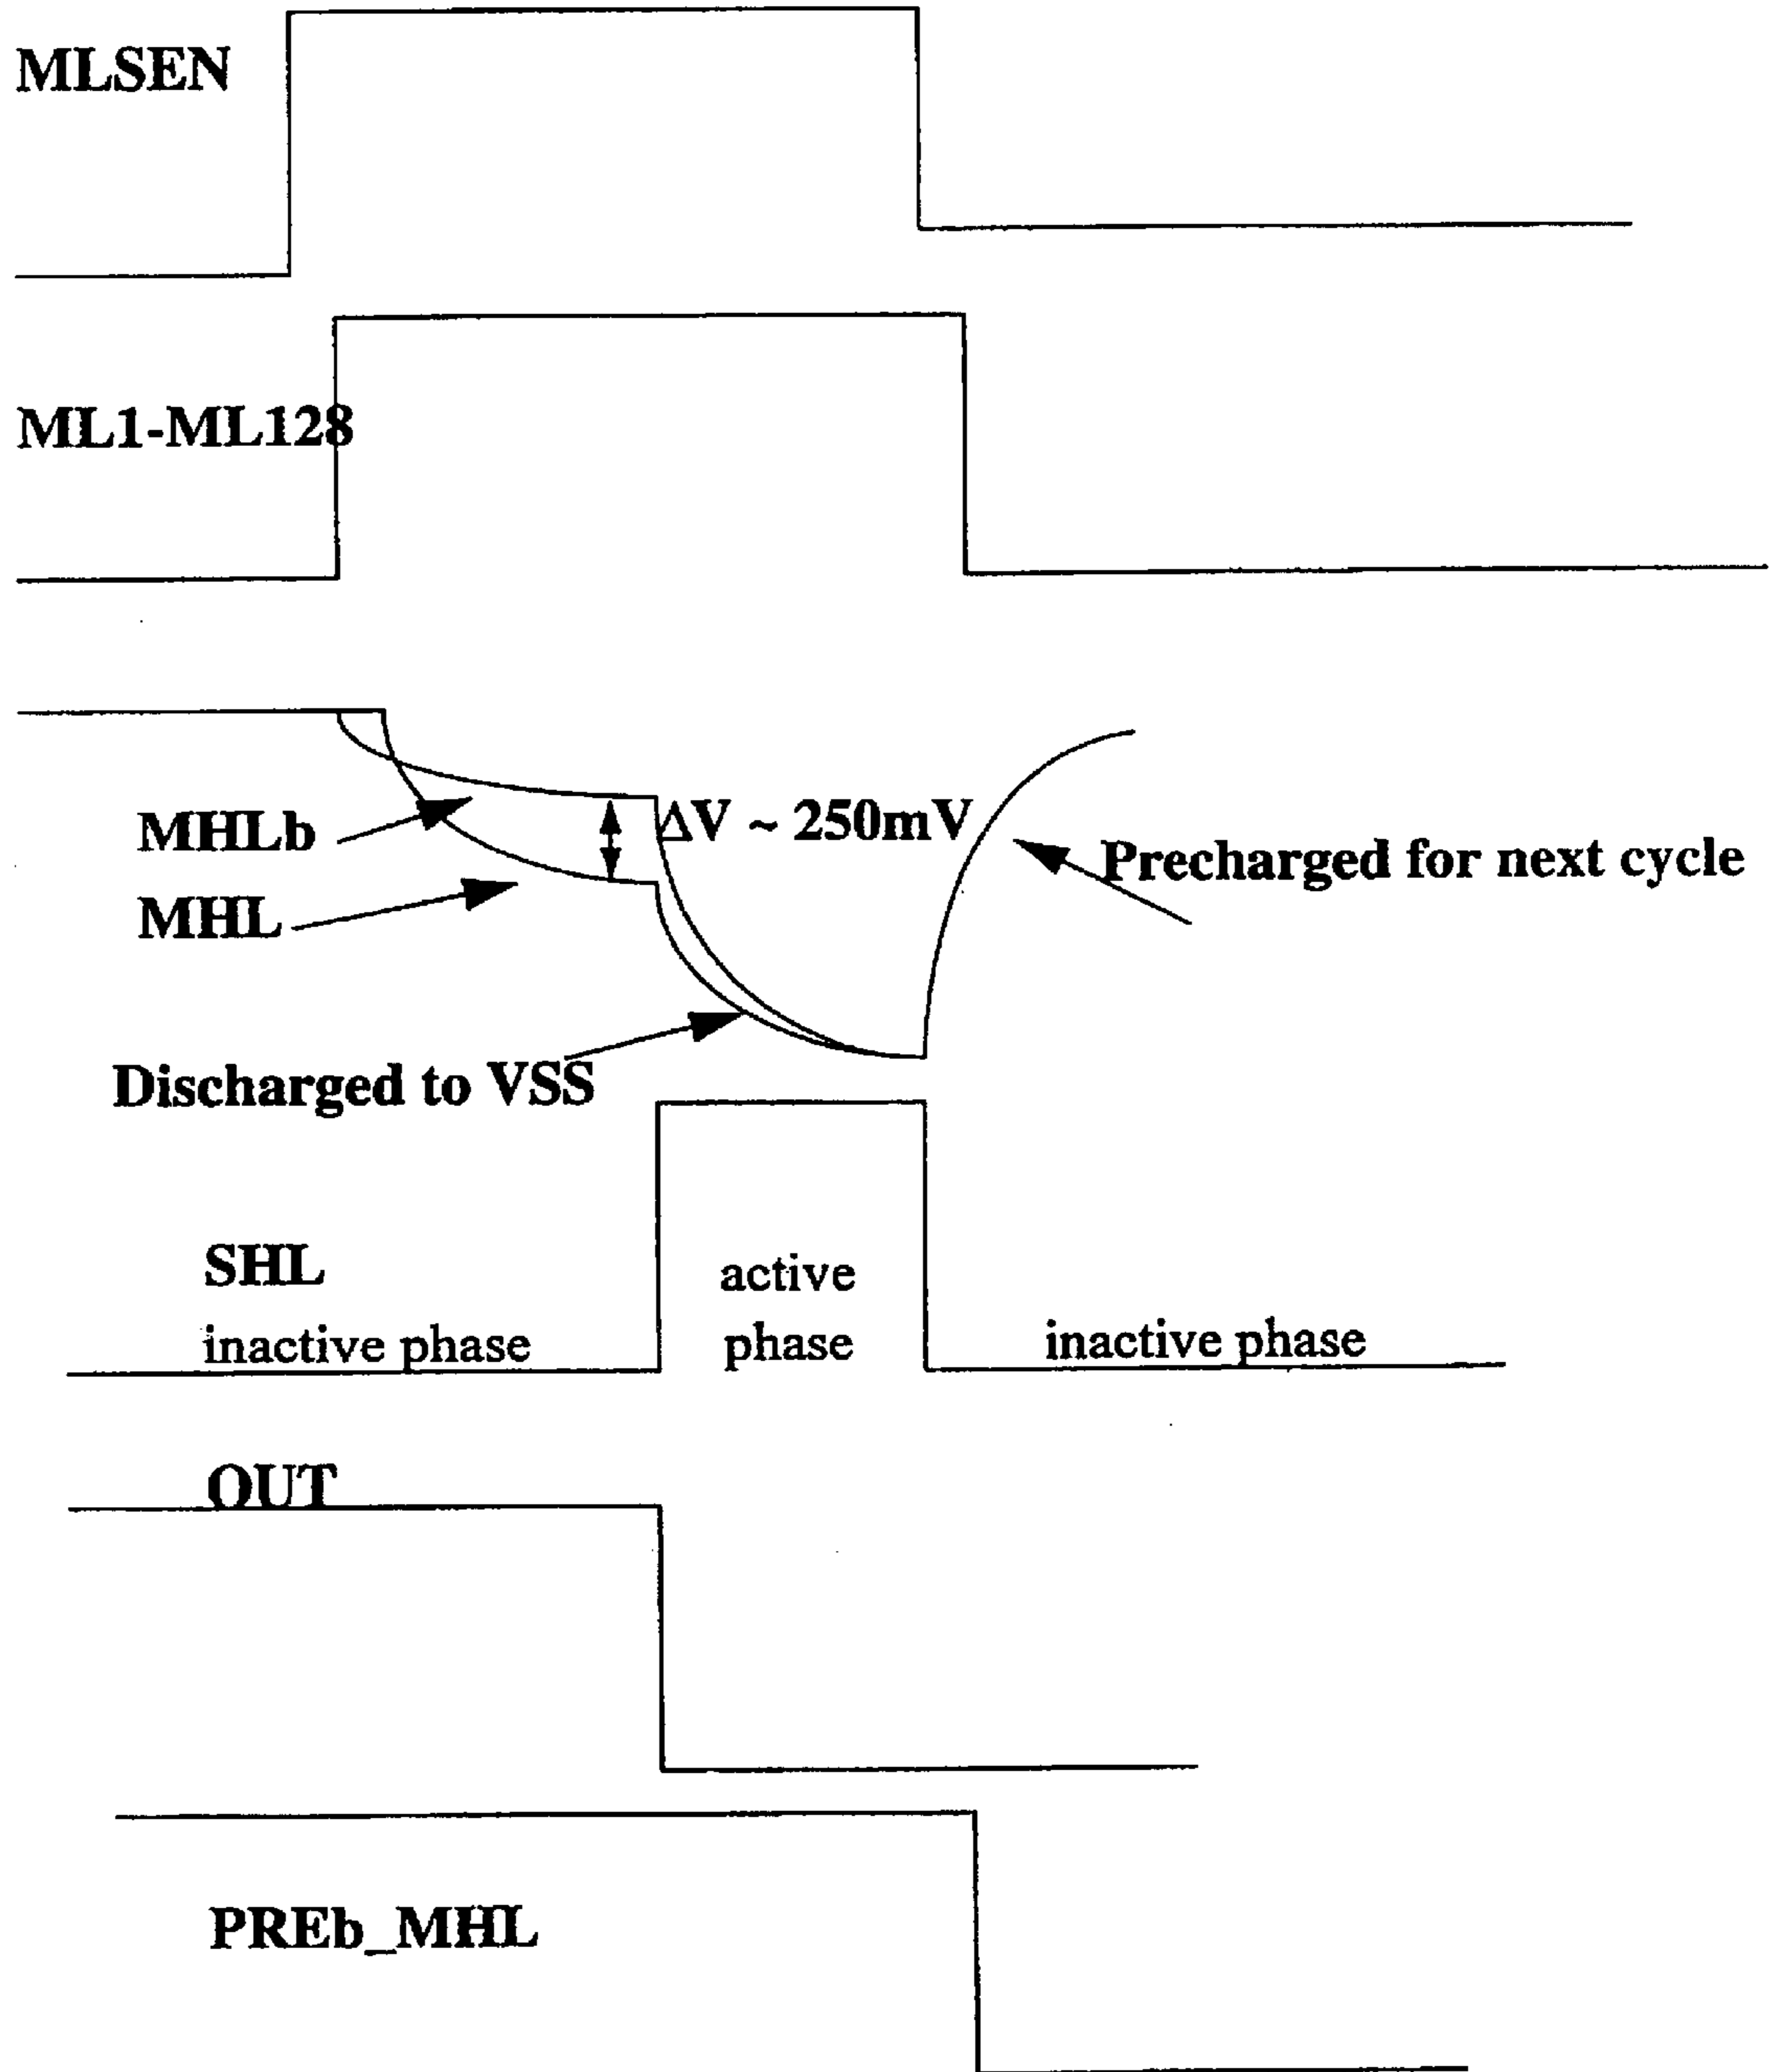 MLSEN
ML1-ML128
MHLb
ΔV ~ 250mV
Precharged for next cycle
MHL
Discharged to VSS
SHL
inactive phase
active
phase
inactive phase
OUT
PREb_MHL